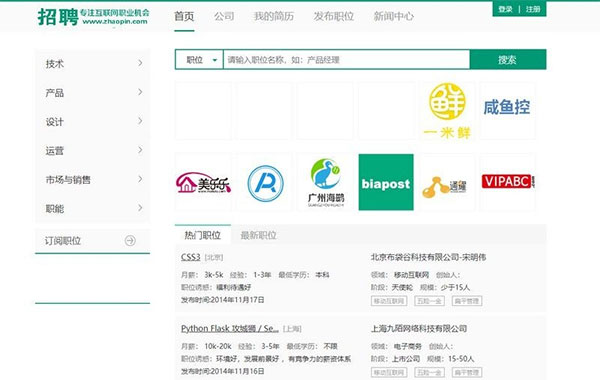 招聘 专注互联网职业机会
www.zhaopin.com
首页 公司 我的简历 发布职位 新闻中心
登录 | 注册
技术
产品
设计
运营
市场与销售
职能
订阅职位
职位 请输入职位名称、如：产品经理 搜索
鲜 咸鱼控
一米鲜
美乐乐 R 广州海鹦 biapost 通耀 VIPABC
热门职位 最新职位
CSS3 [北京]
月薪： 3k-5k 经验： 1-3年 最低学历： 本科
职位诱惑： 福利待遇好
发布时间:2014年11月17日
北京布袋谷科技有限公司-宋明伟
领域： 移动互联网 创始人：
阶段： 天使轮 规模： 少于15人
移动互联网 五险一金 扁平管理
Python Flask 攻城狮 / Se... [上海]
月薪： 10k-20k 经验： 3-5年 最低学历： 不限
职位诱惑： 环境好，发展前景好 ，有竞争力的薪资体系
发布时间:2014年11月16日
上海九陌网络科技有限公司
领域： 电子商务 创始人：
阶段： 上市公司 规模： 15-50人
移动互联网 五险一金 扁平管理